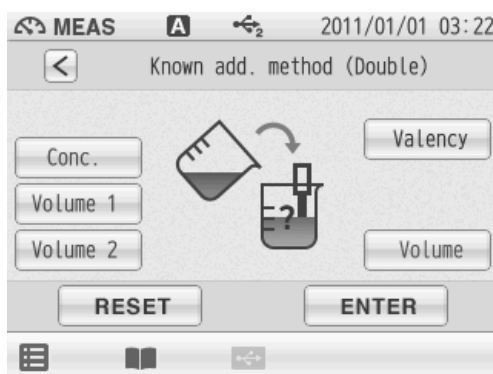 MEAS A 2 2011/01/01 03:22
Known add. method (Double)
Conc.
Valency
Volume 1
?
Volume 2
Volume
RESET
ENTER